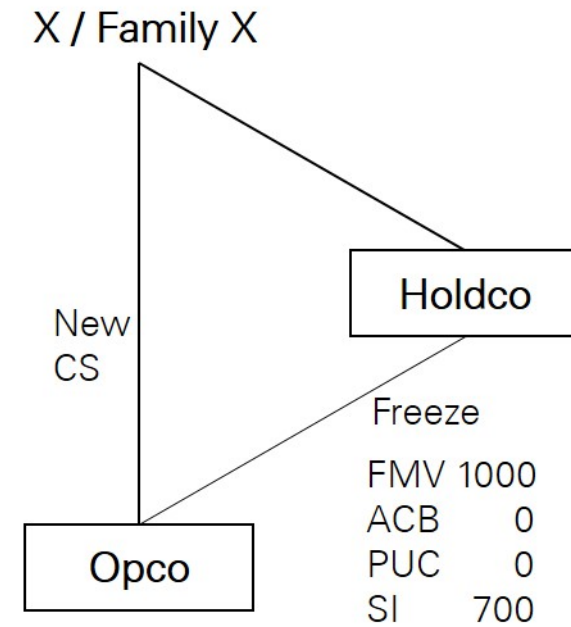 X / Family X
Holdco
New
CS
Freeze
FMV 1000
ACB 0
PUC 0
SI 700
Opco